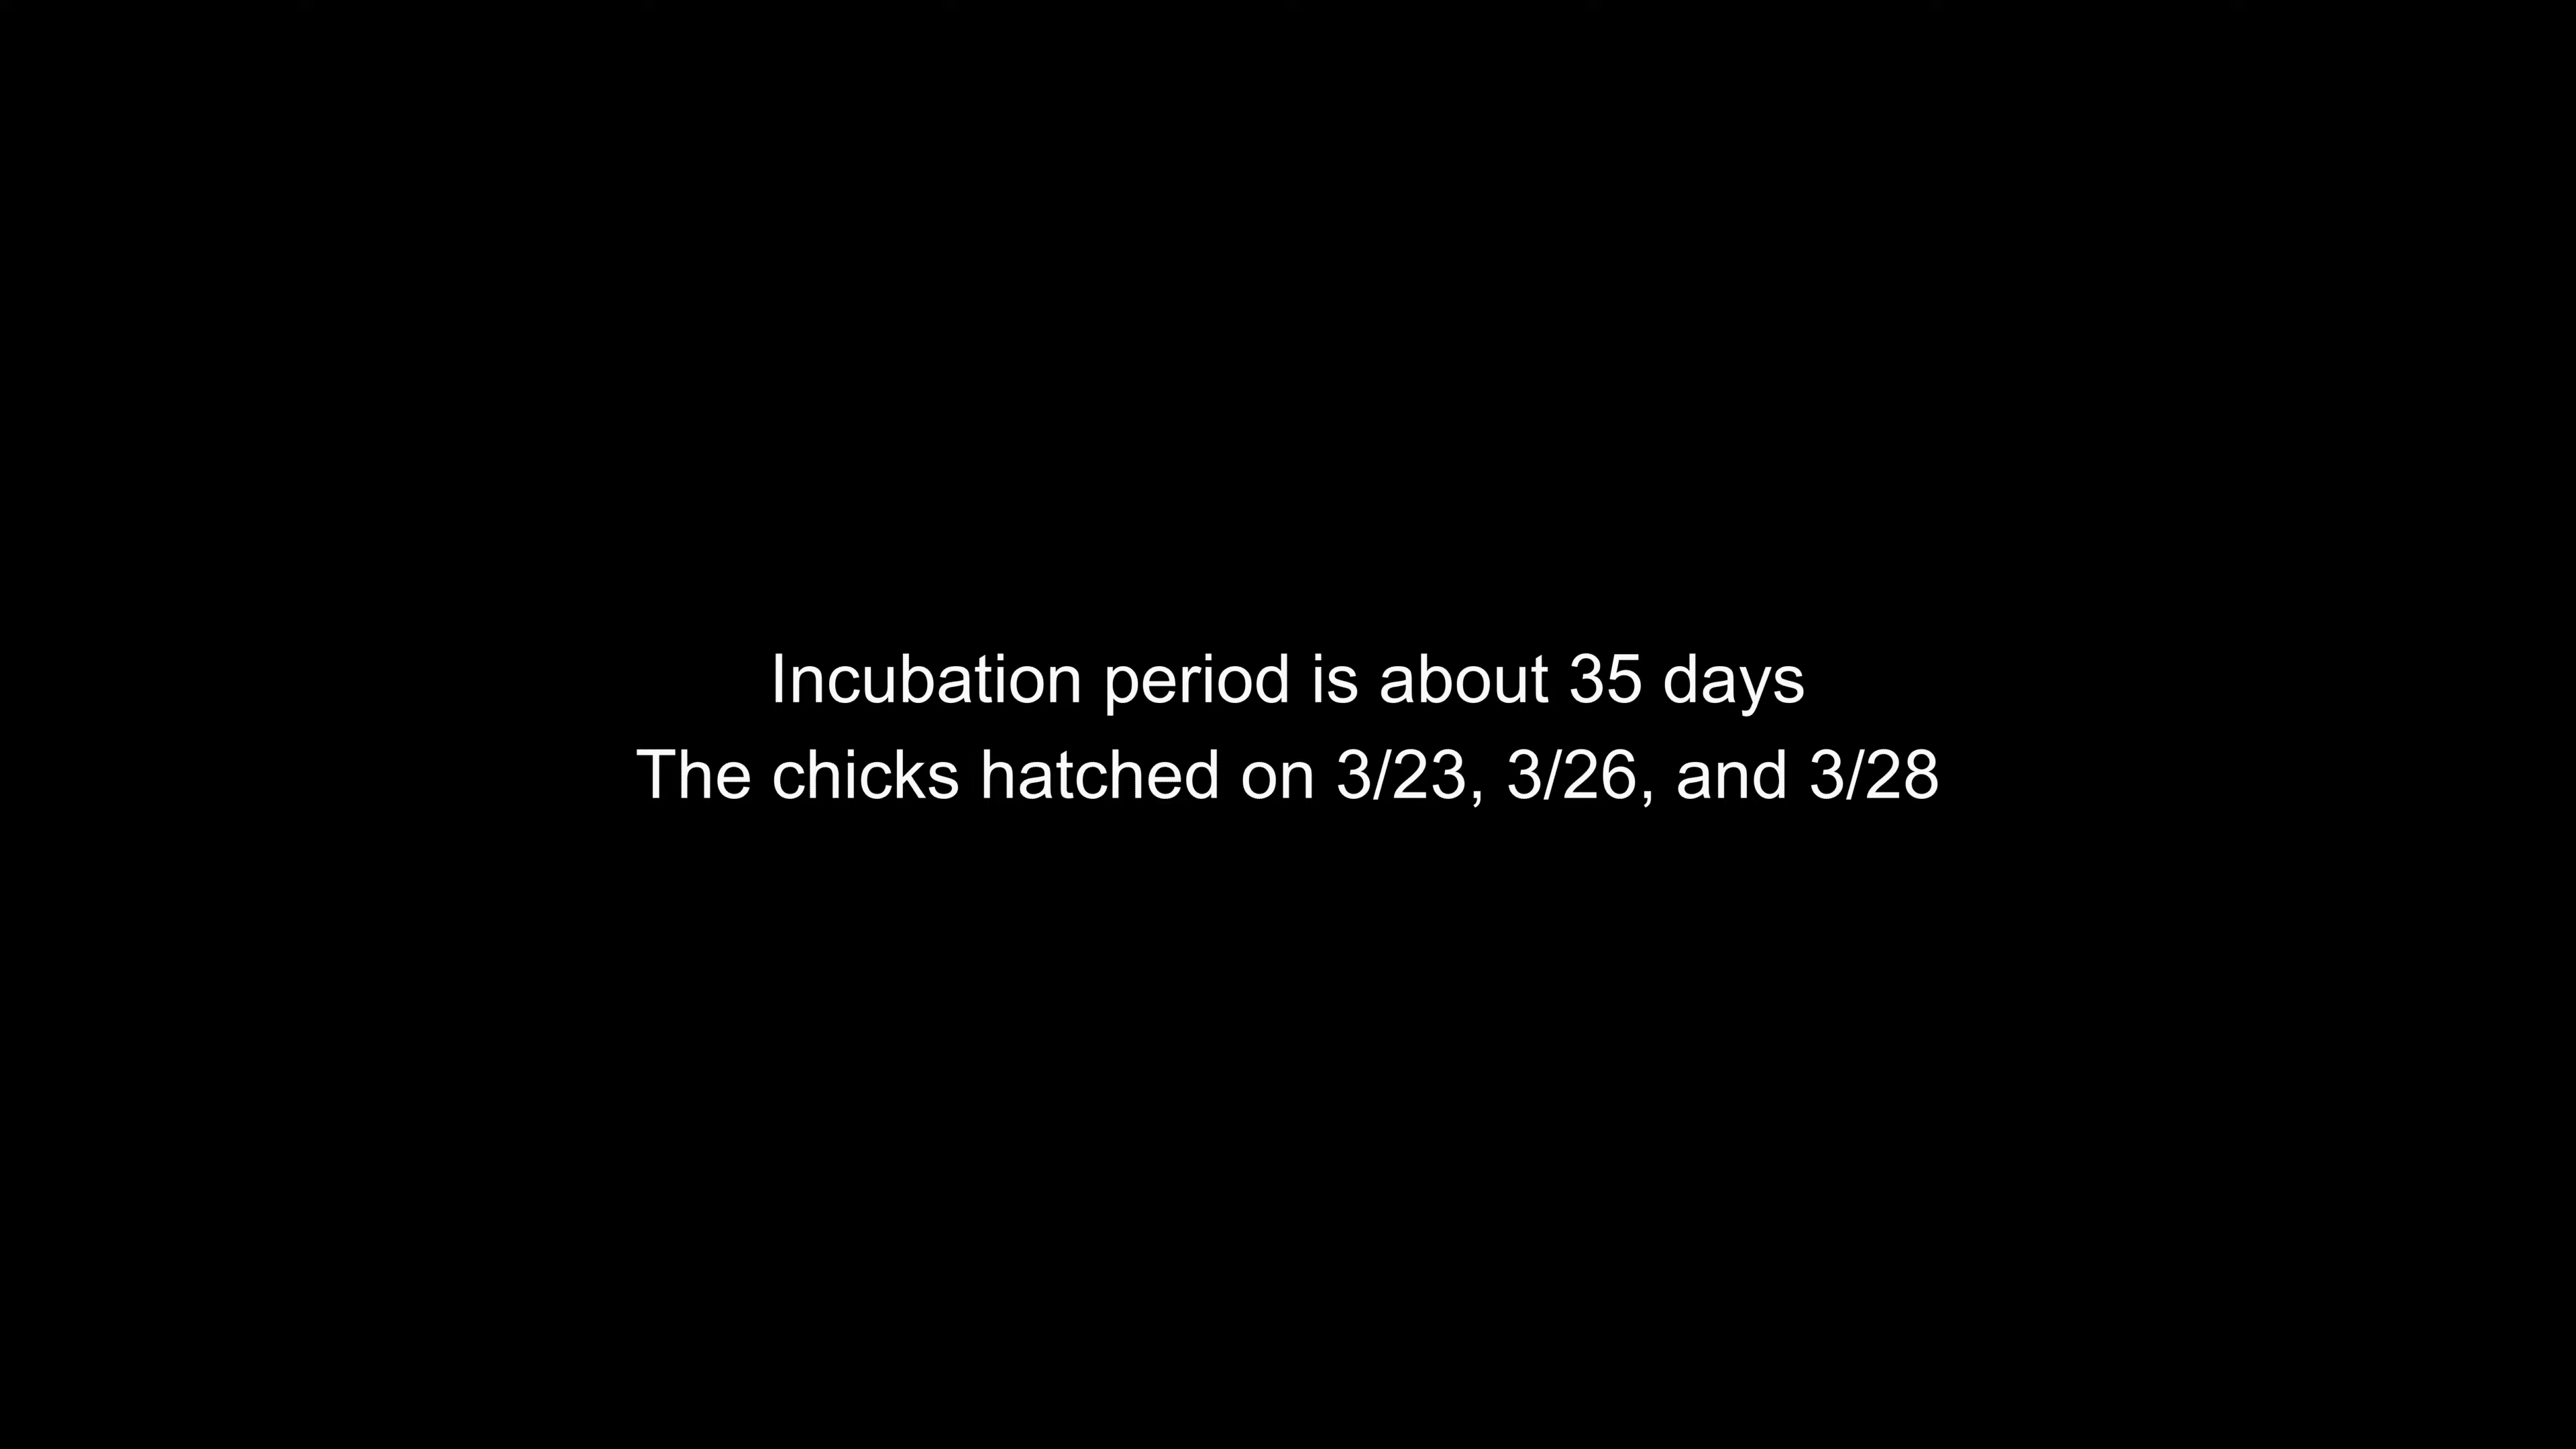 Incubation period is about 35 days
The chicks hatched on 3/23, 3/26, and 3/28